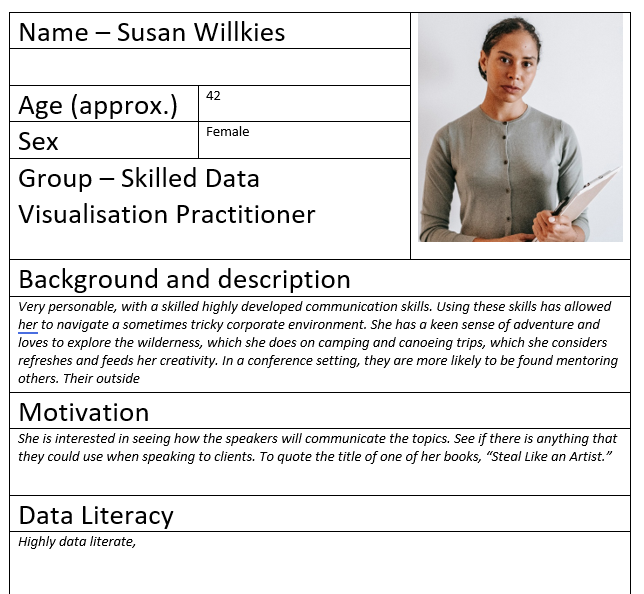 Name – Susan Willkies
Age (approx.)
42
Sex
Female
Group – Skilled Data
Visualisation Practitioner
Background and description
Very personable, with a skilled highly developed communication skills. Using these skills has allowed
her to navigate a sometimes tricky corporate environment. She has a keen sense of adventure and
loves to explore the wilderness, which she does on camping and canoeing trips, which she considers
refreshes and feeds her creativity. In a conference setting, they are more likely to be found mentoring
others. Their outside
Motivation
She is interested in seeing how the speakers will communicate the topics. See if there is anything that
they could use when speaking to clients. To quote the title of one of her books, “Steal Like an Artist.”
Data Literacy
Highly data literate,